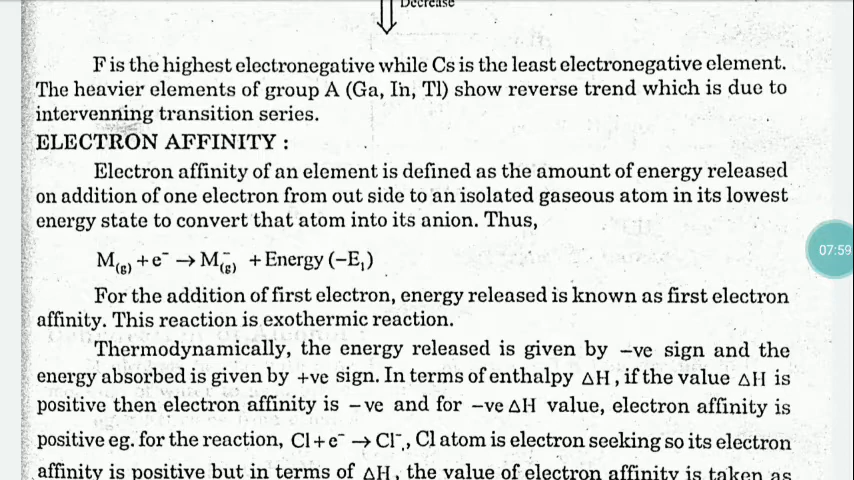 Decrease
F is the highest electronegative while Cs is the least electronegative element.
The heavier elements of group A (Ga, In, Tl) show reverse trend which is due to
intervenning transition series.
ELECTRON AFFINITY :
Electron affinity of an element is defined as the amount of energy released
on addition of one electron from out side to an isolated gaseous atom in its lowest
energy state to convert that atom into its anion. Thus,
M(g) + e⁻ → M⁻(g) + Energy (−E₁)
For the addition of first electron, energy released is known as first electron
affinity. This reaction is exothermic reaction.
Thermodynamically, the energy released is given by −ve sign and the
energy absorbed is given by +ve sign. In terms of enthalpy ΔH, if the value ΔH is
positive then electron affinity is −ve and for −ve ΔH value, electron affinity is
positive eg. for the reaction, Cl + e⁻ → Cl⁻, Cl atom is electron seeking so its electron
affinity is positive but in terms of ΔH, the value of electron affinity is taken as
07:59